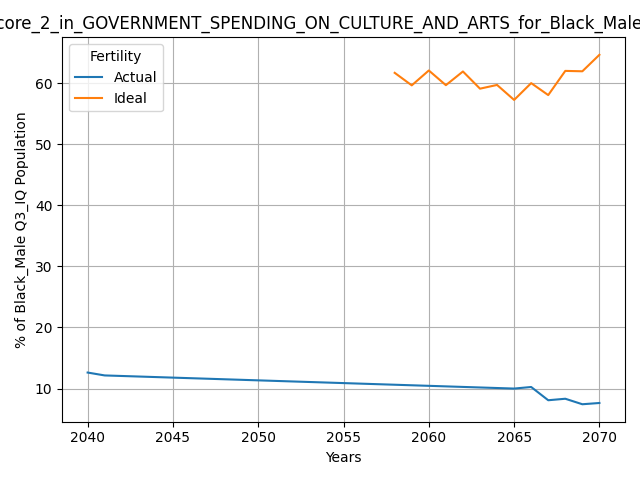 core_2_in_GOVERNMENT_SPENDING_ON_CULTURE_AND_ARTS_for_Black_Male
Fertility
Actual
Ideal
% of Black_Male Q3_IQ Population
60
50
40
30
20
10
2040 2045 2050 2055 2060 2065 2070
Years